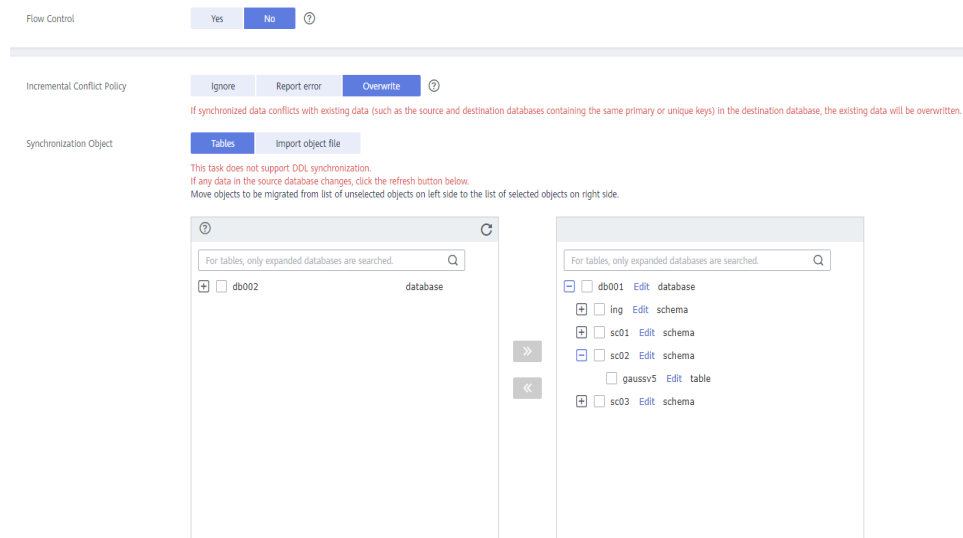 Flow Control Yes No ?
Incremental Conflict Policy Ignore Report error Overwrite ?
If synchronized data conflicts with existing data (such as the source and destination databases containing the same primary or unique keys) in the destination database, the existing data will be overwritten.
Synchronization Object Tables Import object file
This task does not support DDL synchronization.
If any data in the source database changes, click the refresh button below.
Move objects to be migrated from list of unselected objects on left side to the list of selected objects on right side.
?
For tables, only expanded databases are searched.
db002 database
For tables, only expanded databases are searched.
db001 Edit database
ing Edit schema
sc01 Edit schema
sc02 Edit schema
gaussv5 Edit table
sc03 Edit schema